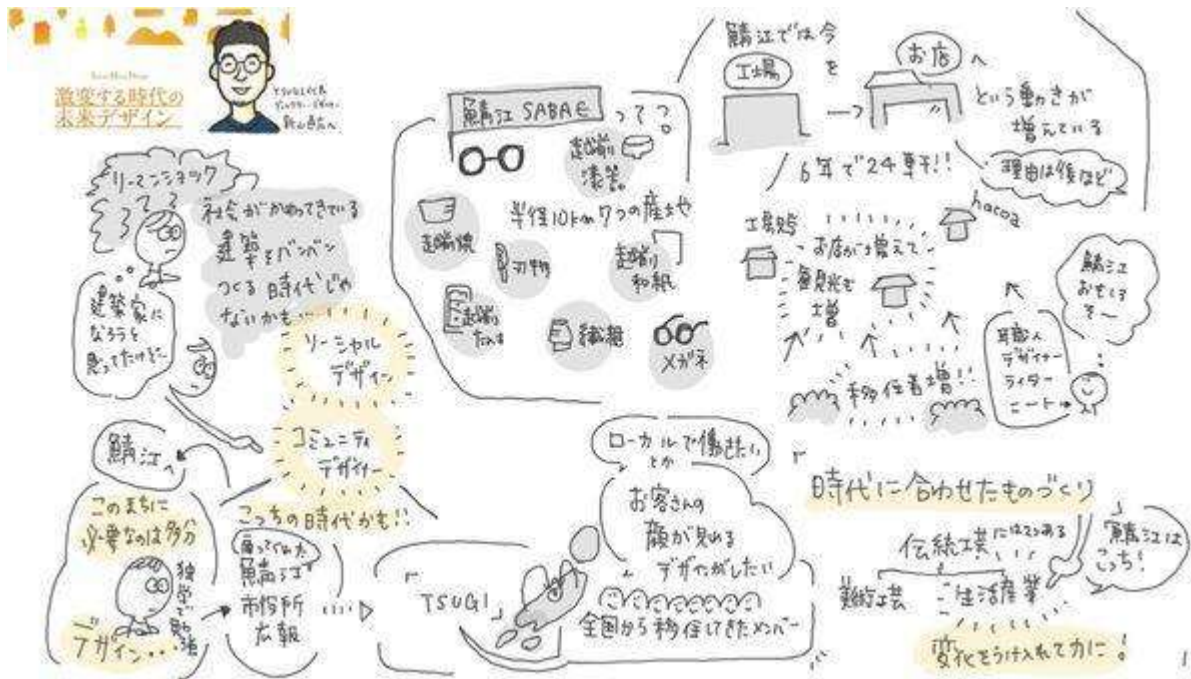 激変する時代の
未来デザイン
リーマンショック
社会がかわってきている
建築をバンバン
つくる時代じゃ
ないかも…
建築家に
なろうと
思ってたけど…
ソーシャル
デザイン
コミュニティ
デザイナー
こっちの時代かも!!
鯖江へ
このまちに
必要なのは多分
デザイン…
独学で勉強
雇ってくれた
鯖江市
市役所
広報
鯖江 SABAE って?
越前
漆器
半径10km 7つの産地
越前焼
刃物
越前
和紙
越前
たんす
繊維
メガネ
「TSUGI」
ローカルで働きたい
とか
お客さんの
顔が見える
デザインがしたい
全国から移住してきたメンバー
鯖江では今
工場 を
お店 へ
という動きが
増えている
6年で24軒!!
理由は後ほど
hacoa
お店が増えて
観光も
増
移住者増!!
鯖江
おもしろ
そー
職人
デザイナー
ライター
ニート
時代に合わせたものづくり
伝統工芸には2つある
美術工芸
生活産業
鯖江は
こっち!
変化をうけ入れて力に!